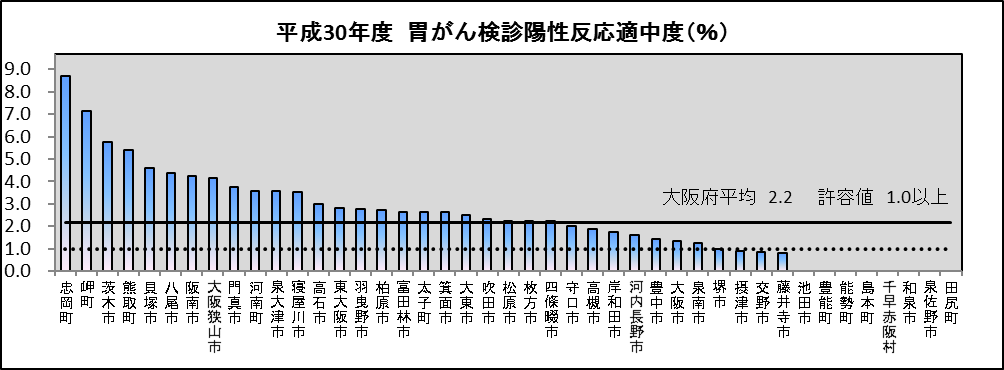 平成30年度 胃がん検診陽性反応適中度(%)
9.0
8.0
7.0
6.0
5.0
4.0
3.0
2.0
1.0
0.0
大阪府平均 2.2 許容値 1.0以上
忠岡町
岬町
茨木市
熊取町
貝塚市
八尾市
阪南市
大阪狭山市
門真市
河南町
泉大津市
寝屋川市
高石市
東大阪市
羽曳野市
柏原市
富田林市
太子町
箕面市
大東市
吹田市
松原市
枚方市
四條畷市
守口市
高槻市
岸和田市
河内長野市
豊中市
大阪市
泉南市
堺市
摂津市
交野市
藤井寺市
池田市
豊能町
能勢町
島本町
千早赤阪村
和泉市
泉佐野市
田尻町